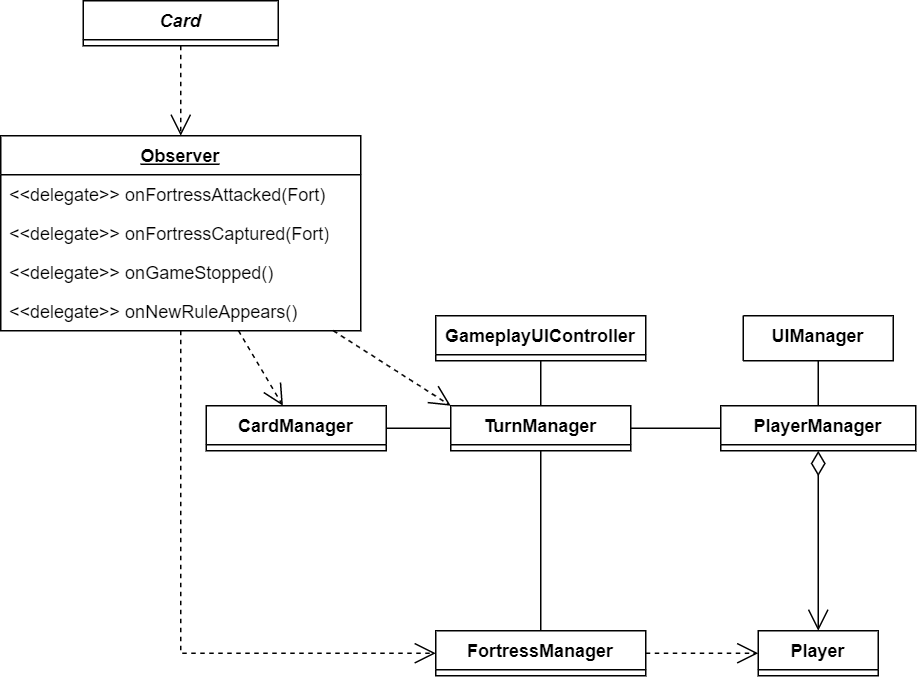 Card
Observer
<<delegate>> onFortressAttacked(Fort)
<<delegate>> onFortressCaptured(Fort)
<<delegate>> onGameStopped()
<<delegate>> onNewRuleAppears()
GameplayUIController
UIManager
CardManager
TurnManager
PlayerManager
FortressManager
Player